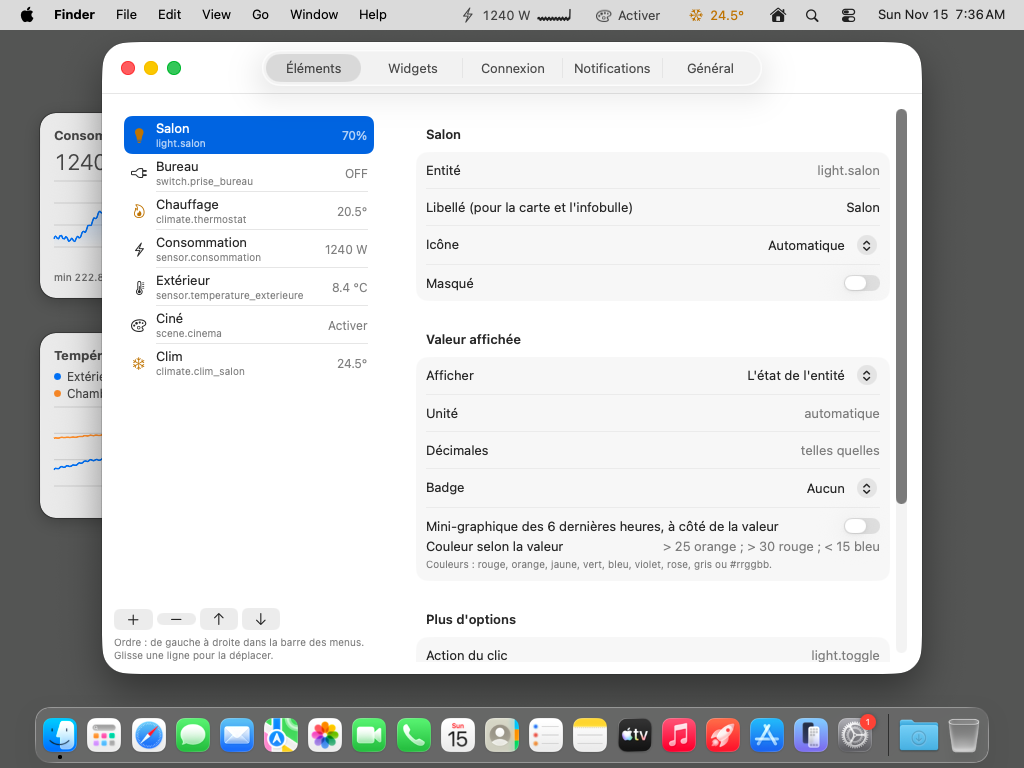 Finder File Edit View Go Window Help 1240 W Activer 24.5° Sun Nov 15 7:36 AM
Éléments Widgets Connexion Notifications Général
1240
min 222.8
Extérie
Salon 70%
light.salon
Bureau OFF
switch.prise_bureau
Chauffage 20.5°
climate.thermostat
Consommation 1240 W
sensor.consommation
Extérieur 8.4 °C
sensor.temperature_exterieure
Ciné Activer
scene.cinema
Clim 24.5°
climate.clim_salon
+ − ↑ ↓
Ordre : de gauche à droite dans la barre des menus.
Glisse une ligne pour la déplacer.
Salon
Entité light.salon
Libellé (pour la carte et l'infobulle) Salon
Icône Automatique
Masqué
Valeur affichée
Afficher L'état de l'entité
Unité automatique
Décimales telles quelles
Badge Aucun
Mini-graphique des 6 dernières heures, à côté de la valeur
Couleur selon la valeur > 25 orange ; > 30 rouge ; < 15 bleu
Couleurs : rouge, orange, jaune, vert, bleu, violet, rose, gris ou #rrggbb.
Plus d'options
Action du clic light.toggle
Sun
15
tv
1